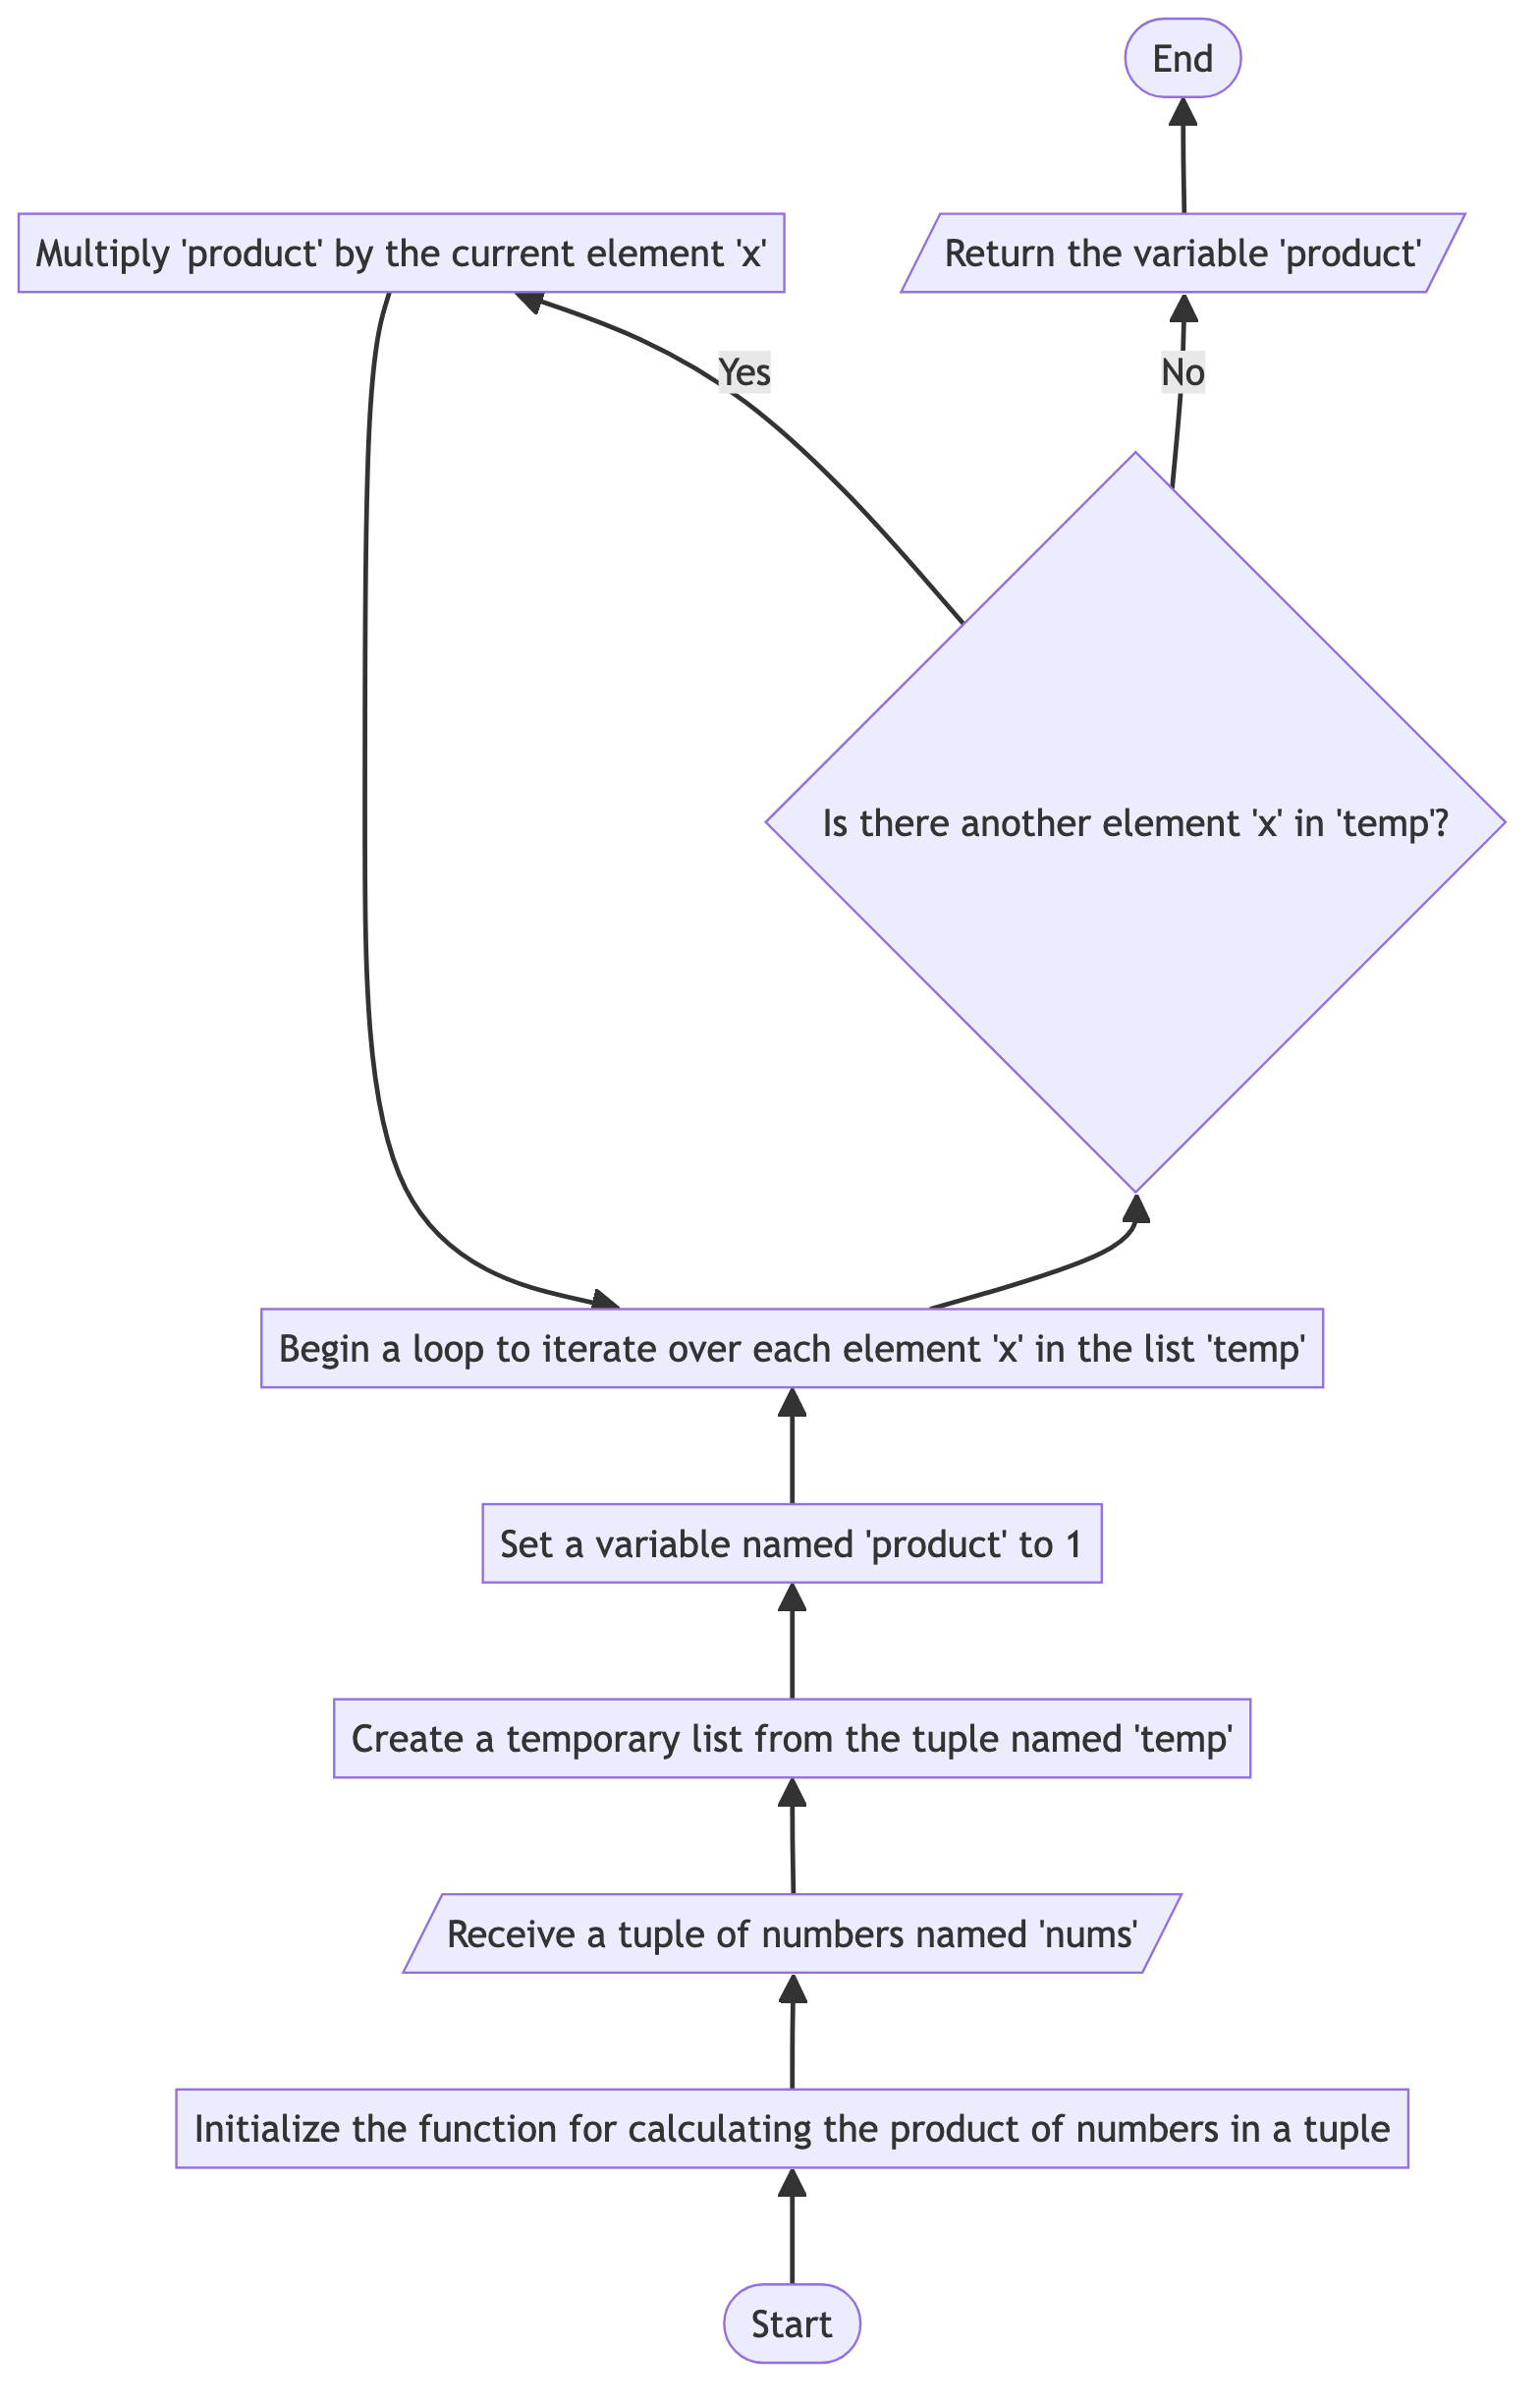 End
Multiply 'product' by the current element 'x'
Return the variable 'product'
Yes
No
Is there another element 'x' in 'temp'?
Begin a loop to iterate over each element 'x' in the list 'temp'
Set a variable named 'product' to 1
Create a temporary list from the tuple named 'temp'
Receive a tuple of numbers named 'nums'
Initialize the function for calculating the product of numbers in a tuple
Start